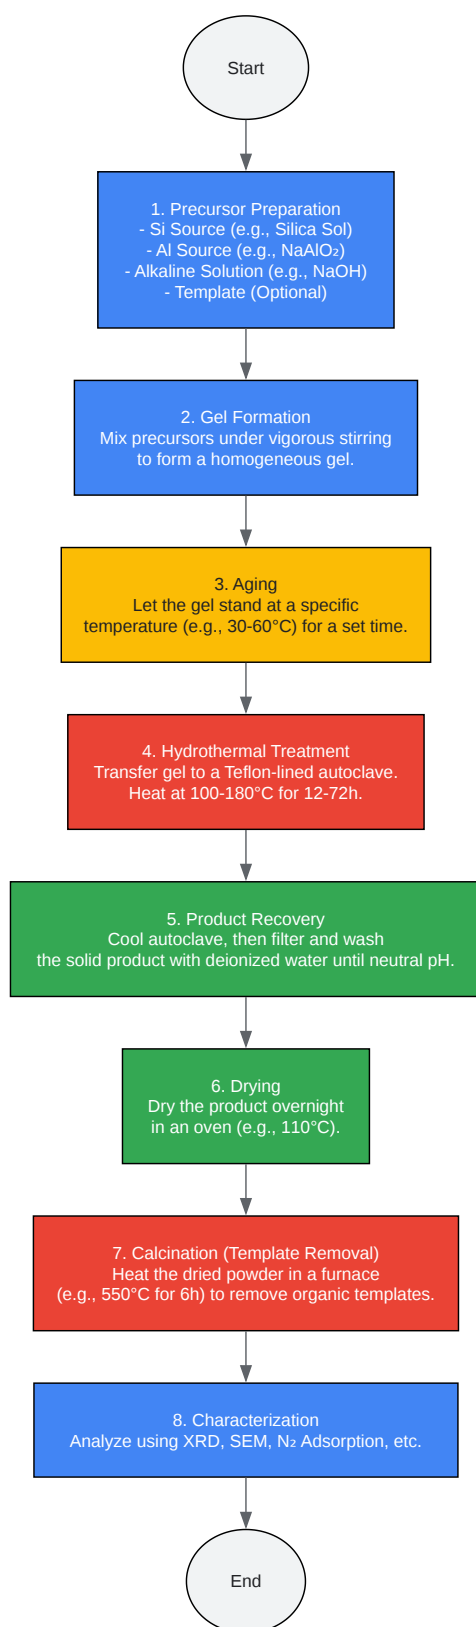 Start
1. Precursor Preparation
- Si Source (e.g., Silica Sol)
- Al Source (e.g., NaAlO₂)
- Alkaline Solution (e.g., NaOH)
- Template (Optional)
2. Gel Formation
Mix precursors under vigorous stirring
to form a homogeneous gel.
3. Aging
Let the gel stand at a specific
temperature (e.g., 30-60°C) for a set time.
4. Hydrothermal Treatment
Transfer gel to a Teflon-lined autoclave.
Heat at 100-180°C for 12-72h.
5. Product Recovery
Cool autoclave, then filter and wash
the solid product with deionized water until neutral pH.
6. Drying
Dry the product overnight
in an oven (e.g., 110°C).
7. Calcination (Template Removal)
Heat the dried powder in a furnace
(e.g., 550°C for 6h) to remove organic templates.
8. Characterization
Analyze using XRD, SEM, N₂ Adsorption, etc.
End